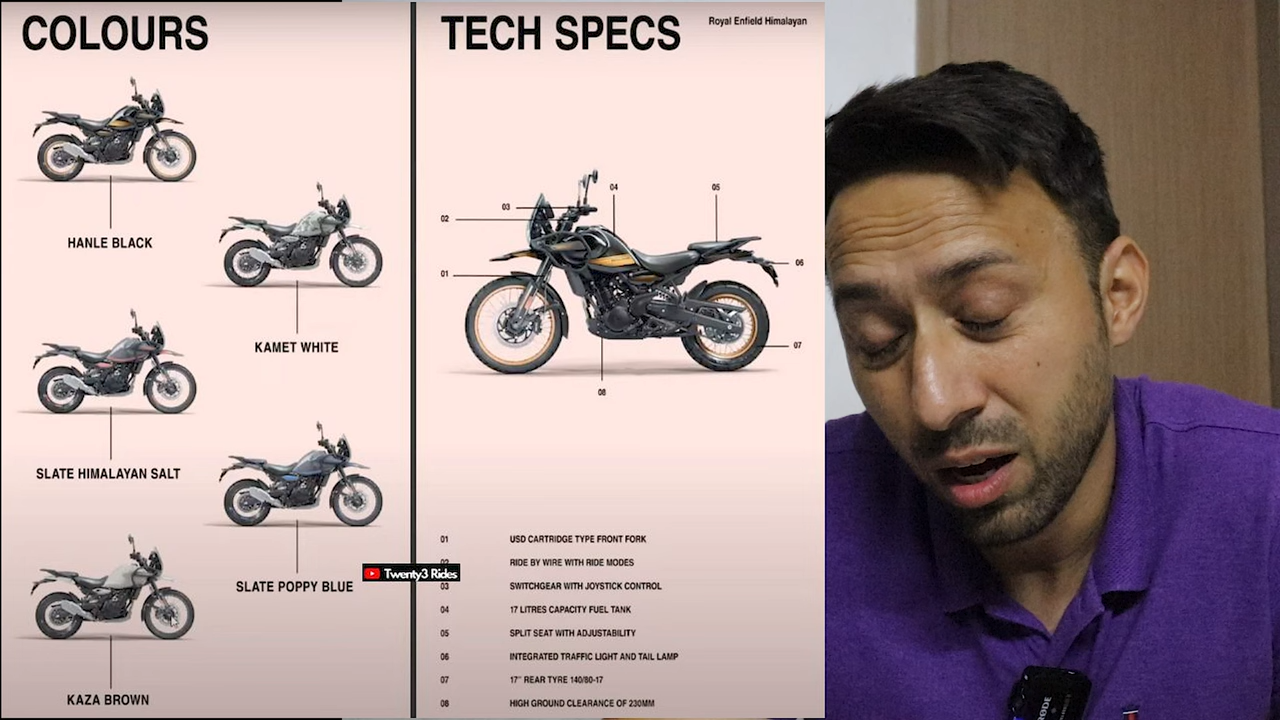 COLOURS
HANLE BLACK
KAMET WHITE
SLATE HIMALAYAN SALT
SLATE POPPY BLUE
KAZA BROWN
Twenty3 Rides
TECH SPECS
Royal Enfield Himalayan
04
05
03
02
06
01
07
08
01 USD CARTRIDGE TYPE FRONT FORK
02 RIDE BY WIRE WITH RIDE MODES
03 SWITCHGEAR WITH JOYSTICK CONTROL
04 17 LITRES CAPACITY FUEL TANK
05 SPLIT SEAT WITH ADJUSTABILITY
06 INTEGRATED TRAFFIC LIGHT AND TAIL LAMP
07 17" REAR TYRE 140/80-17
08 HIGH GROUND CLEARANCE OF 230MM
RODE